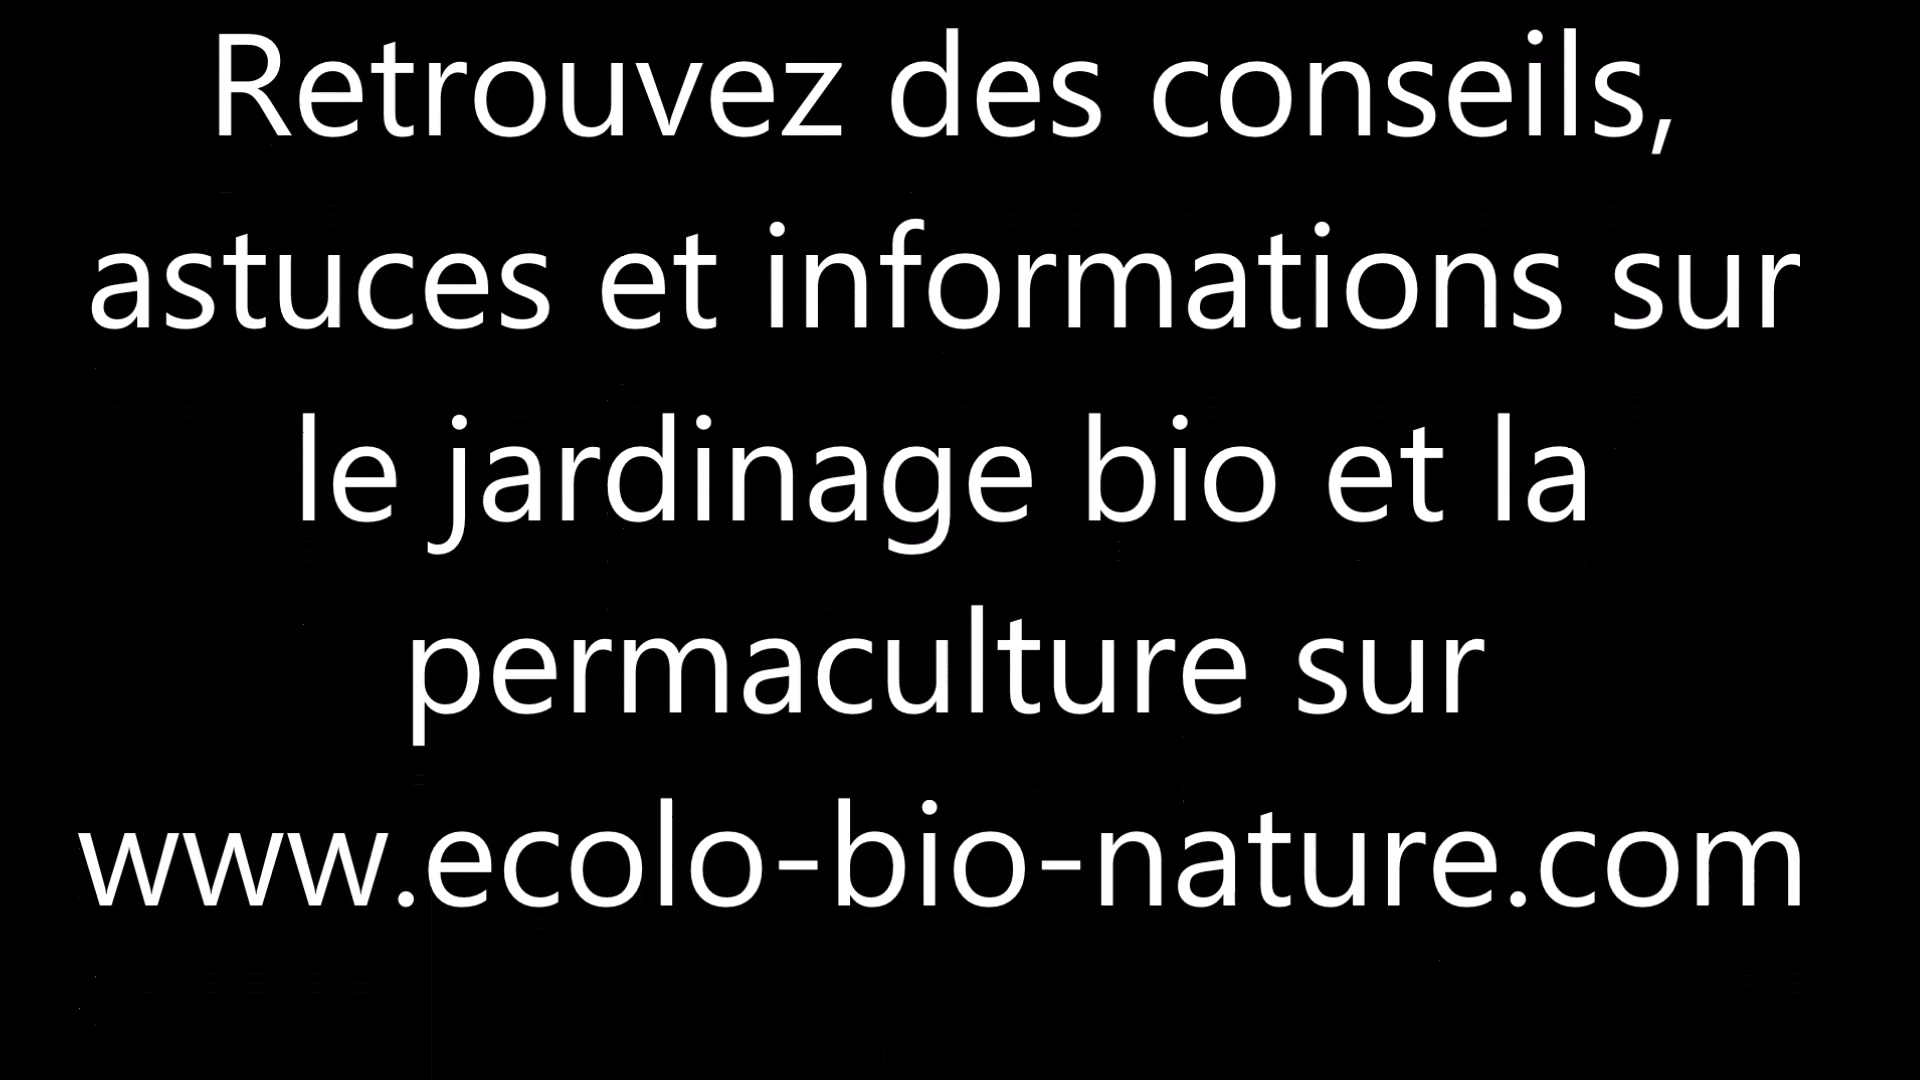 Retrouvez des conseils,
astuces et informations sur
le jardinage bio et la
permaculture sur
www.ecolo-bio-nature.com